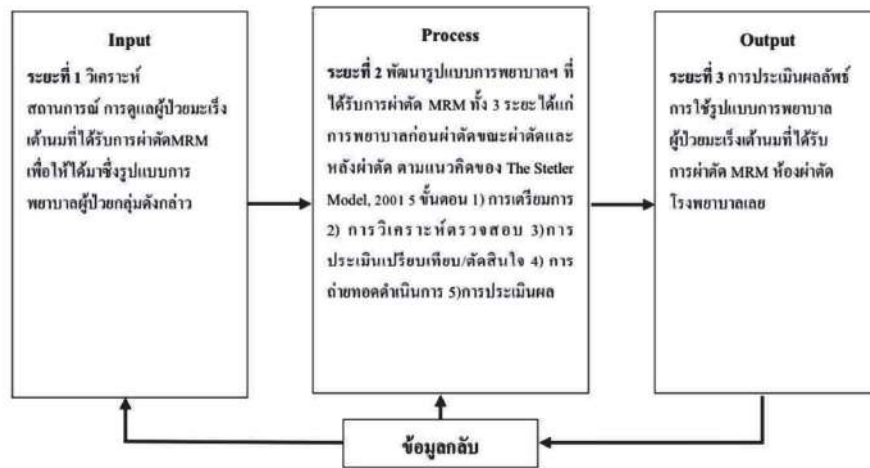 Input
ระยะที่ 1 วิเคราะห์
สถานการณ์ การดูแลผู้ป่วยมะเร็ง
เต้านมที่ได้รับการผ่าตัดMRM
เพื่อให้ได้มาซึ่งรูปแบบการ
พยาบาลผู้ป่วยกลุ่มดังกล่าว
Process
ระยะที่ 2 พัฒนารูปแบบการพยาบาลฯ ที่
ได้รับการผ่าตัด MRM ทั้ง 3 ระยะได้แก่
การพยาบาลก่อนผ่าตัดขณะผ่าตัดและ
หลังผ่าตัด ตามแนวคิดของ The Stetler
Model, 2001 5 ขั้นตอน 1) การเตรียมการ
2) การวิเคราะห์ตรวจสอบ 3)การ
ประเมินเปรียบเทียบ/ตัดสินใจ 4) การ
ถ่ายทอดดำเนินการ 5)การประเมินผล
Output
ระยะที่ 3 การประเมินผลลัพธ์
การใช้รูปแบบการพยาบาล
ผู้ป่วยมะเร็งเต้านมที่ได้รับ
การผ่าตัด MRM ห้องผ่าตัด
โรงพยาบาลเลย
ข้อมูลกลับ